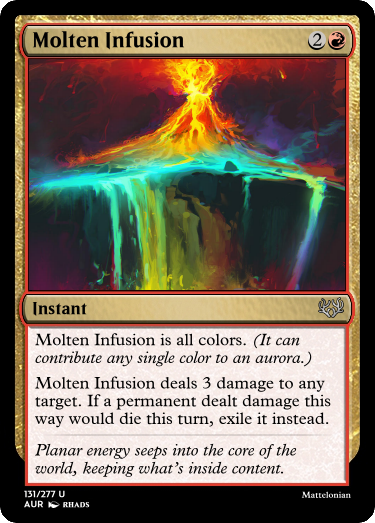 Molten Infusion 2
Instant
Molten Infusion is all colors. (It can
contribute any single color to an aurora.)
Molten Infusion deals 3 damage to any
target. If a permanent dealt damage this
way would die this turn, exile it instead.
Planar energy seeps into the core of the
world, keeping what's inside content.
131/277 U
Mattelonian
AUR RHADS